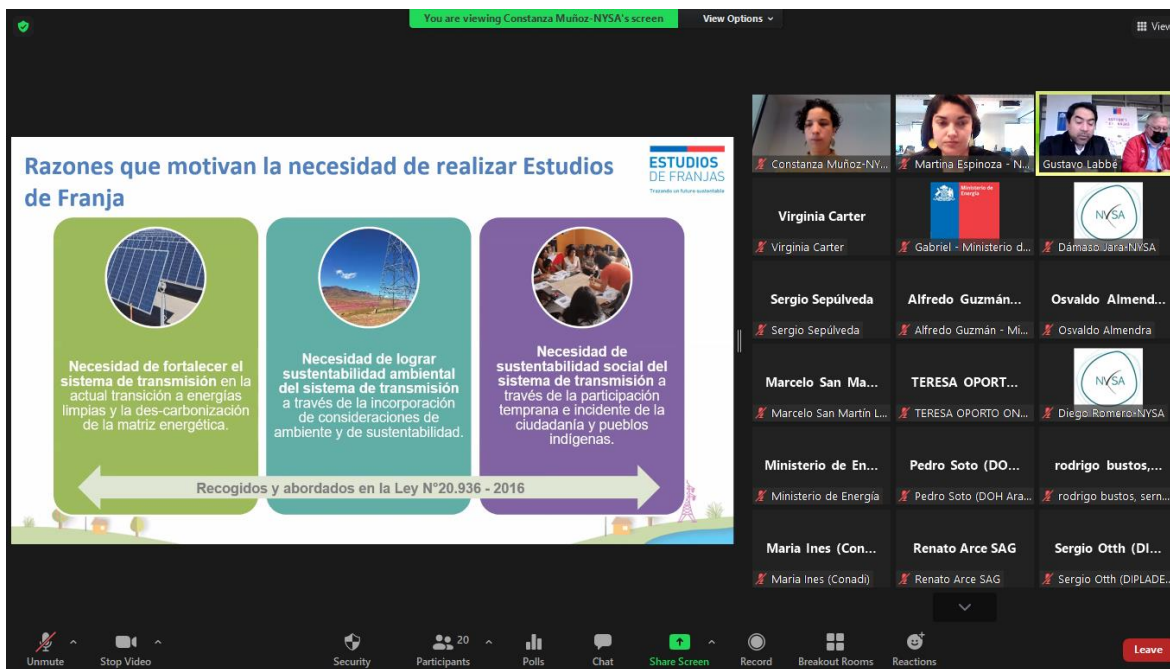 You are viewing Constanza Muñoz-NYSA's screen
View Options
View
Razones que motivan la necesidad de realizar Estudios
de Franja
ESTUDIOS
DE FRANJAS
Trazando un futuro sustentable
Necesidad de fortalecer el
sistema de transmisión en la
actual transición a energías
limpias y la des-carbonización
de la matriz energética.
Necesidad de lograr
sustentabilidad ambiental
del sistema de transmisión
a través de la incorporación
de consideraciones de
ambiente y de sustentabilidad.
Necesidad de
sustentabilidad social del
sistema de transmisión a
través de la participación
temprana e incidente de la
ciudadanía y pueblos
indígenas.
Recogidos y abordados en la Ley N°20.936 - 2016
Constanza Muñoz-NY...
Martina Espinoza - N...
Gustavo Labbé
Virginia Carter
Virginia Carter
Ministerio de
Energía
Gabriel - Ministerio d...
NYSA
Dámaso Jara-NYSA
Sergio Sepúlveda
Sergio Sepúlveda
Alfredo Guzmán...
Alfredo Guzmán - Mi...
Osvaldo Almend...
Osvaldo Almendra
Marcelo San Ma...
Marcelo San Martín L...
TERESA OPORT...
TERESA OPORTO ON...
NYSA
Diego Romero-NYSA
Ministerio de En...
Ministerio de Energía
Pedro Soto (DO...
Pedro Soto (DOH Ara...
rodrigo bustos,...
rodrigo bustos, sern...
Maria Ines (Con...
Maria Ines (Conadi)
Renato Arce SAG
Renato Arce SAG
Sergio Otth (DI...
Sergio Otth (DIPLADE...
Unmute
Stop Video
Security
20
Participants
Polls
Chat
Share Screen
Record
Breakout Rooms
Reactions
Leave